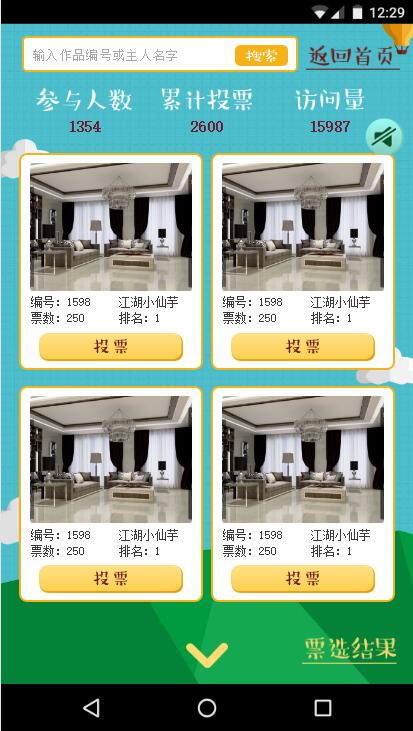 12:29
输入作品编号或主人名字 搜索 返回首页
参与人数 累计投票 访问量
1354 2600 15987
编号：1598 江湖小仙芋 编号：1598 江湖小仙芋
票数：250 排名：1 票数：250 排名：1
投票 投票
编号：1598 江湖小仙芋 编号：1598 江湖小仙芋
票数：250 排名：1 票数：250 排名：1
投票 投票
票选结果